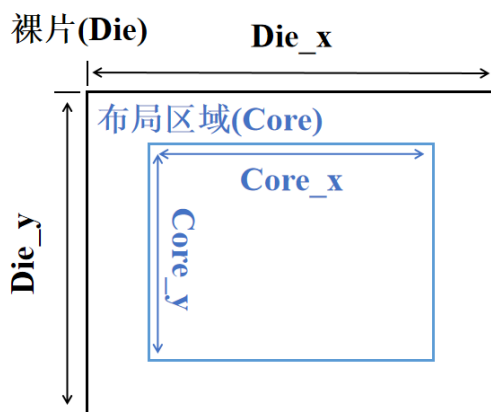 裸片(Die)
Die_x
布局区域(Core)
Core_x
Core_y
Die_y